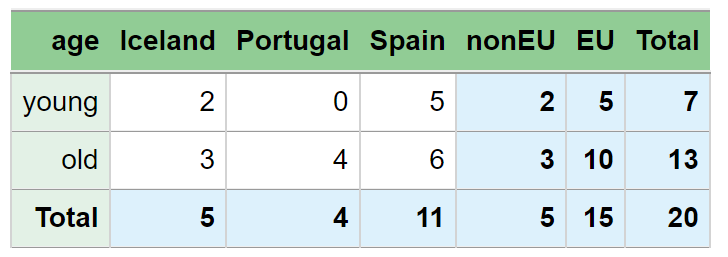 age Iceland Portugal Spain nonEU EU Total
young 2 0 5 2 5 7
old 3 4 6 3 10 13
Total 5 4 11 5 15 20